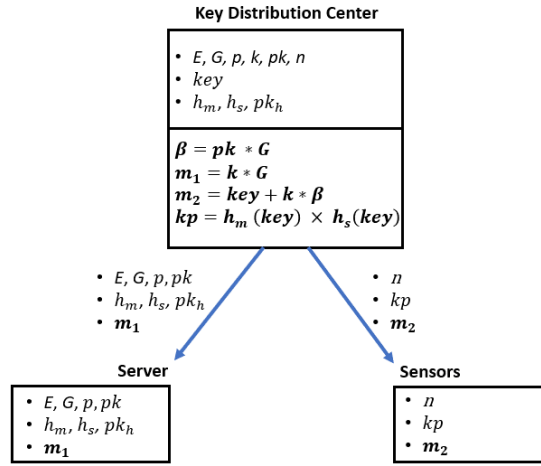 Key Distribution Center
• E, G, p, k, pk, n
• key
• hₘ, hₛ, pkₕ
β = pk * G
m₁ = k * G
m₂ = key + k * β
kp = hₘ (key) × hₛ(key)
• E, G, p, pk
• hₘ, hₛ, pkₕ
• m₁
• n
• kp
• m₂
Server
• E, G, p, pk
• hₘ, hₛ, pkₕ
• m₁
Sensors
• n
• kp
• m₂